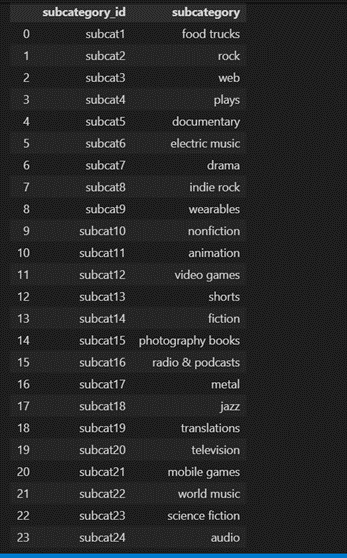 subcategory_id subcategory
0 subcat1 food trucks
1 subcat2 rock
2 subcat3 web
3 subcat4 plays
4 subcat5 documentary
5 subcat6 electric music
6 subcat7 drama
7 subcat8 indie rock
8 subcat9 wearables
9 subcat10 nonfiction
10 subcat11 animation
11 subcat12 video games
12 subcat13 shorts
13 subcat14 fiction
14 subcat15 photography books
15 subcat16 radio & podcasts
16 subcat17 metal
17 subcat18 jazz
18 subcat19 translations
19 subcat20 television
20 subcat21 mobile games
21 subcat22 world music
22 subcat23 science fiction
23 subcat24 audio